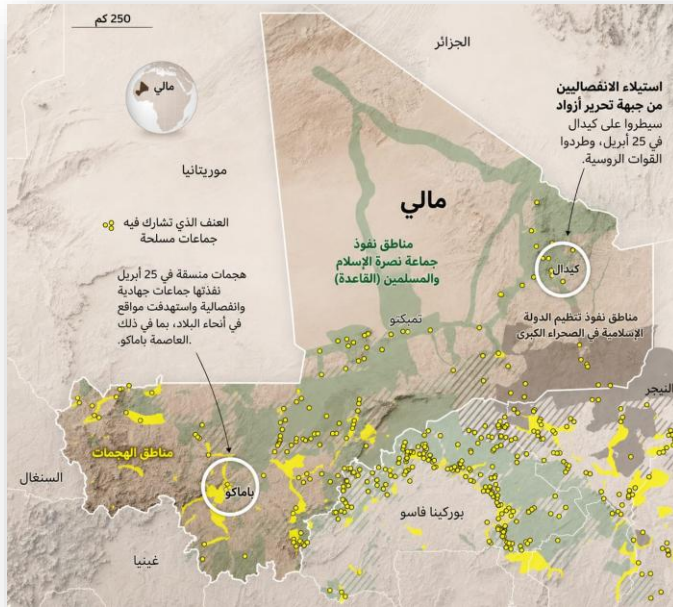 250 كم
الجزائر
مالي
استيلاء الانفصاليين
من جبهة تحرير أزواد
سيطروا على كيدال
في 25 أبريل، وطردوا
القوات الروسية.
موريتانيا
مالي
العنف الذي تشارك فيه
جماعات مسلحة
مناطق نفوذ
جماعة نصرة الإسلام
والمسلمين (القاعدة)
كيدال
هجمات منسقة في 25 أبريل
نفذتها جماعات جهادية
وانفصالية واستهدفت مواقع
في أنحاء البلاد، بما في ذلك
العاصمة باماكو.
تمبكتو
مناطق نفوذ تنظيم الدولة
الإسلامية في الصحراء الكبرى
النيجر
مناطق الهجمات
السنغال
باماكو
بوركينا فاسو
غينيا